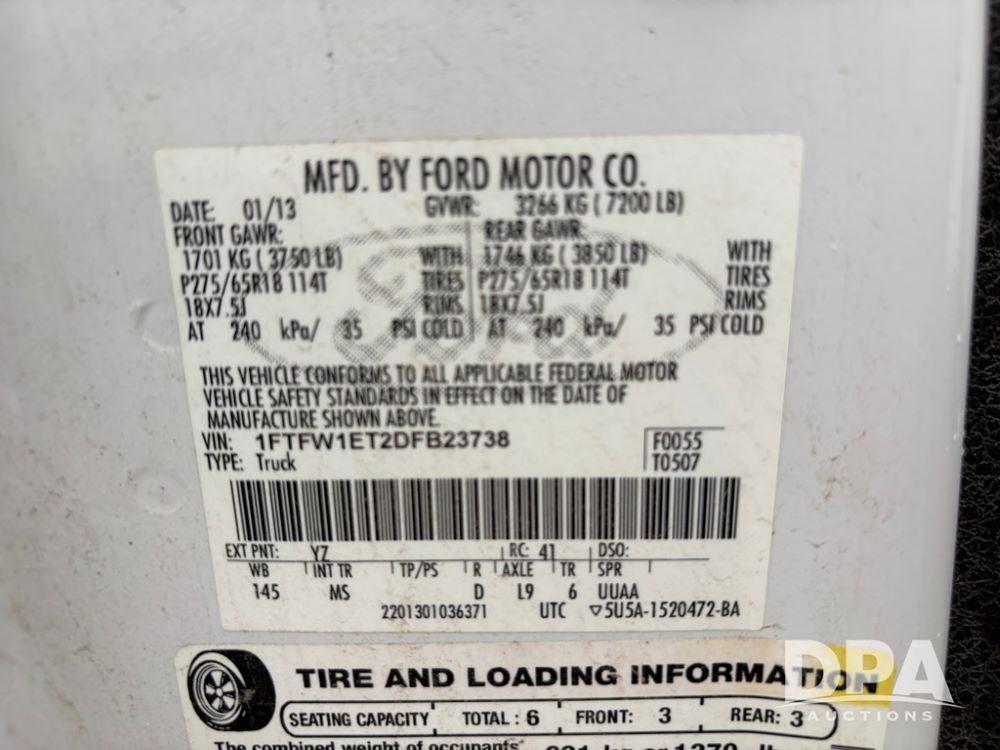 MFD. BY FORD MOTOR CO.
DATE: 01/13 GVWR: 3266 KG ( 7200 LB)
FRONT GAWR: REAR GAWR:
1701 KG ( 3750 LB) WITH 1746 KG ( 3850 LB) WITH
P275/65R18 114T TIRES P275/65R18 114T TIRES
18X7.5J RIMS 18X7.5J RIMS
AT 240 kPa/ 35 PSI COLD AT 240 kPa/ 35 PSI COLD
Ford
THIS VEHICLE CONFORMS TO ALL APPLICABLE FEDERAL MOTOR
VEHICLE SAFETY STANDARDS IN EFFECT ON THE DATE OF
MANUFACTURE SHOWN ABOVE.
VIN: 1FTFW1ET2DFB23738 F0055
TYPE: Truck T0507
EXT PNT: YZ RC: 41 DSO:
WB INT TR TP/PS R AXLE TR SPR
145 MS D L9 6 UUAA
2201301036371 UTC ▽5U5A-1520472-BA
TIRE AND LOADING INFORMATION
SEATING CAPACITY TOTAL: 6 FRONT: 3 REAR: 3
The combined weight of occupants
DPA
AUCTIONS